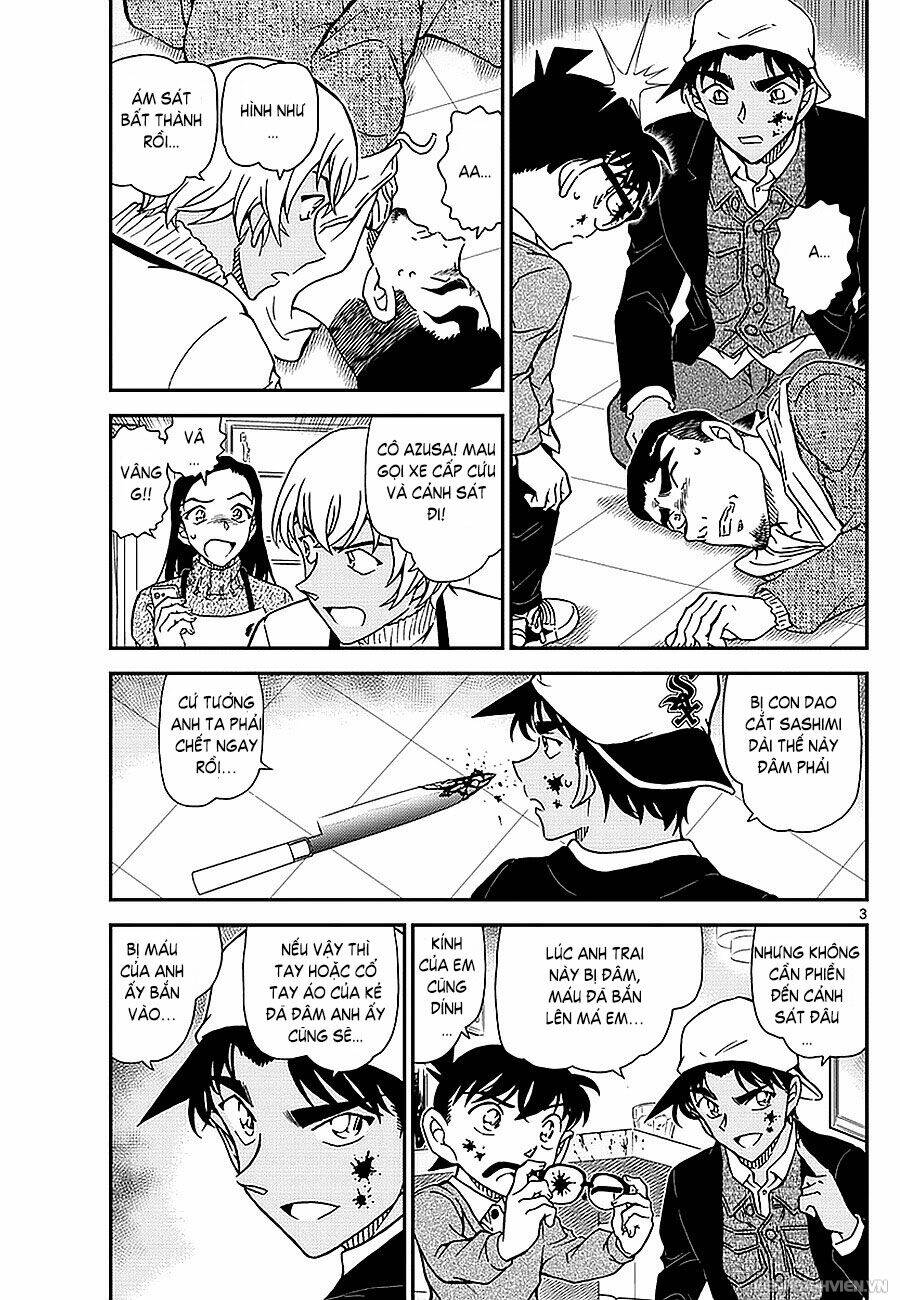 A...
AA...
HÌNH NHƯ
...
ÁM SÁT
BẤT THÀNH
RỒI...
CÔ AZUSA! MAU
GỌI XE CẤP CỨU
VÀ CẢNH SÁT
ĐI!
VÂ
...
VÂNG
G!!
BỊ CON DAO
CẮT SASHIMI
DÀI THẾ NÀY
ĐÂM PHẢI
SOX
CỨ TƯỞNG
ANH TA PHẢI
CHẾT NGAY
RỒI...
3
NHƯNG KHÔNG
CẦN PHIỀN
ĐẾN CẢNH
SÁT ĐÂU
LÚC ANH TRAI
NÀY BỊ ĐÂM,
MÁU ĐÃ BẮN
LÊN MÁ EM...
KÍNH
CỦA EM
CŨNG
DÍNH
...
NẾU VẬY THÌ
TAY HOẶC CỔ
TAY ÁO CỦA KẺ
ĐÃ ĐÂM ANH ẤY
CŨNG SẼ...
BỊ MÁU
CỦA ANH
ẤY BẮN
VÀO...